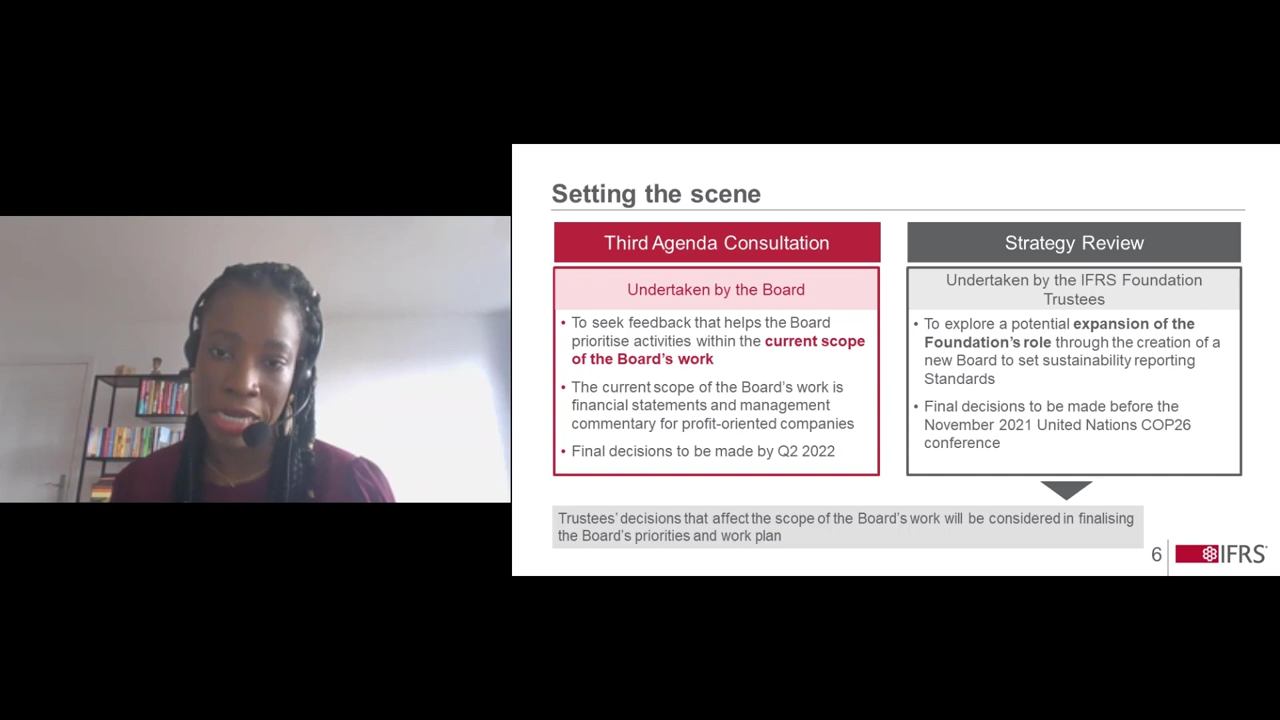 Setting the scene
Third Agenda Consultation
Undertaken by the Board
• To seek feedback that helps the Board
prioritise activities within the current scope
of the Board's work
• The current scope of the Board's work is
financial statements and management
commentary for profit-oriented companies
• Final decisions to be made by Q2 2022
Strategy Review
Undertaken by the IFRS Foundation
Trustees
• To explore a potential expansion of the
Foundation's role through the creation of a
new Board to set sustainability reporting
Standards
• Final decisions to be made before the
November 2021 United Nations COP26
conference
Trustees' decisions that affect the scope of the Board's work will be considered in finalising
the Board's priorities and work plan
6
IFRS